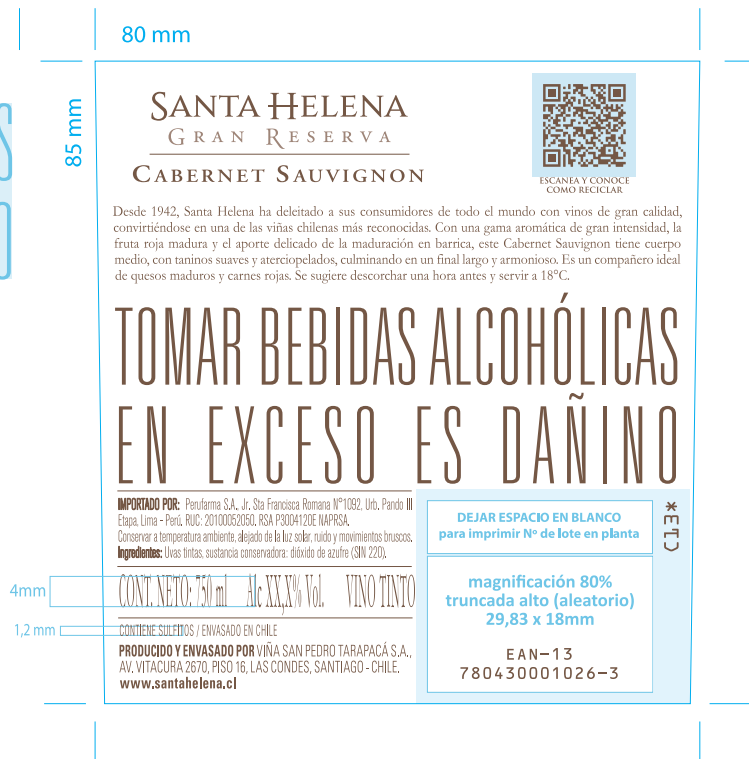 80 mm
85 mm
SANTA HELENA
GRAN RESERVA
CABERNET SAUVIGNON
ESCANEA Y CONOCE
COMO RECICLAR
Desde 1942, Santa Helena ha deleitado a sus consumidores de todo el mundo con vinos de gran calidad,
convirtiéndose en una de las viñas chilenas más reconocidas. Con una gama aromática de gran intensidad, la
fruta roja madura y el aporte delicado de la maduración en barrica, este Cabernet Sauvignon tiene cuerpo
medio, con taninos suaves y aterciopelados, culminando en un final largo y armonioso. Es un compañero ideal
de quesos maduros y carnes rojas. Se sugiere descorchar una hora antes y servir a 18°C.
TOMAR BEBIDAS ALCOHÓLICAS
EN EXCESO ES DAÑINO
IMPORTADO POR: Perufarma S.A., Jr. Sta Francisca Romana N°1092, Urb. Pando III
Etapa, Lima - Perú, RUC: 20100052050, RSA P3004120E NAPRSA.
Conservar a temperatura ambiente, alejado de la luz solar, ruido y movimientos bruscos.
Ingredientes: Uvas tintas, sustancia conservadora: dióxido de azufre (SIN 220).
4mm
CONT. NETO: 750 ml Alc XX,X% Vol. VINO TINTO
1,2 mm
CONTIENE SULFITOS / ENVASADO EN CHILE
PRODUCIDO Y ENVASADO POR VIÑA SAN PEDRO TARAPACÁ S.A.,
AV. VITACURA 2670, PISO 16, LAS CONDES, SANTIAGO - CHILE.
www.santahelena.cl
DEJAR ESPACIO EN BLANCO
para imprimir Nº de lote en planta
magnificación 80%
truncada alto (aleatorio)
29,83 x 18mm
EAN-13
780430001026-3